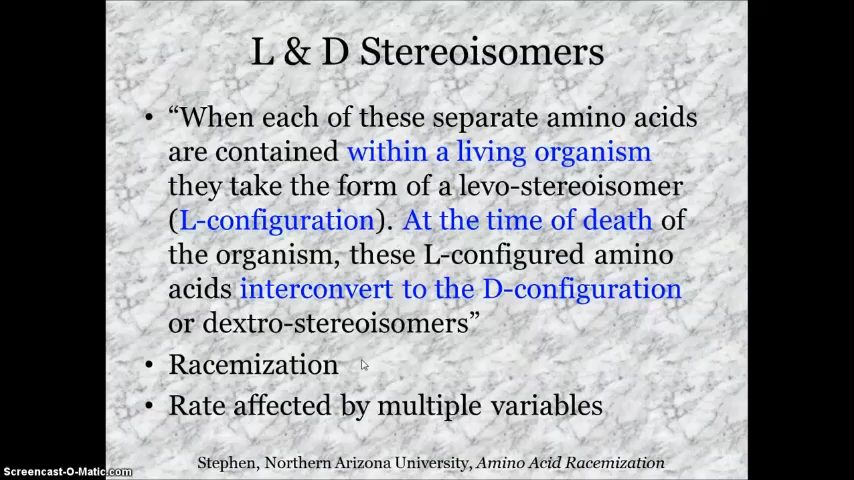 L & D Stereoisomers
• “When each of these separate amino acids
are contained within a living organism
they take the form of a levo-stereoisomer
(L-configuration). At the time of death of
the organism, these L-configured amino
acids interconvert to the D-configuration
or dextro-stereoisomers”
• Racemization
• Rate affected by multiple variables
Stephen, Northern Arizona University, Amino Acid Racemization
Screencast-O-Matic.com